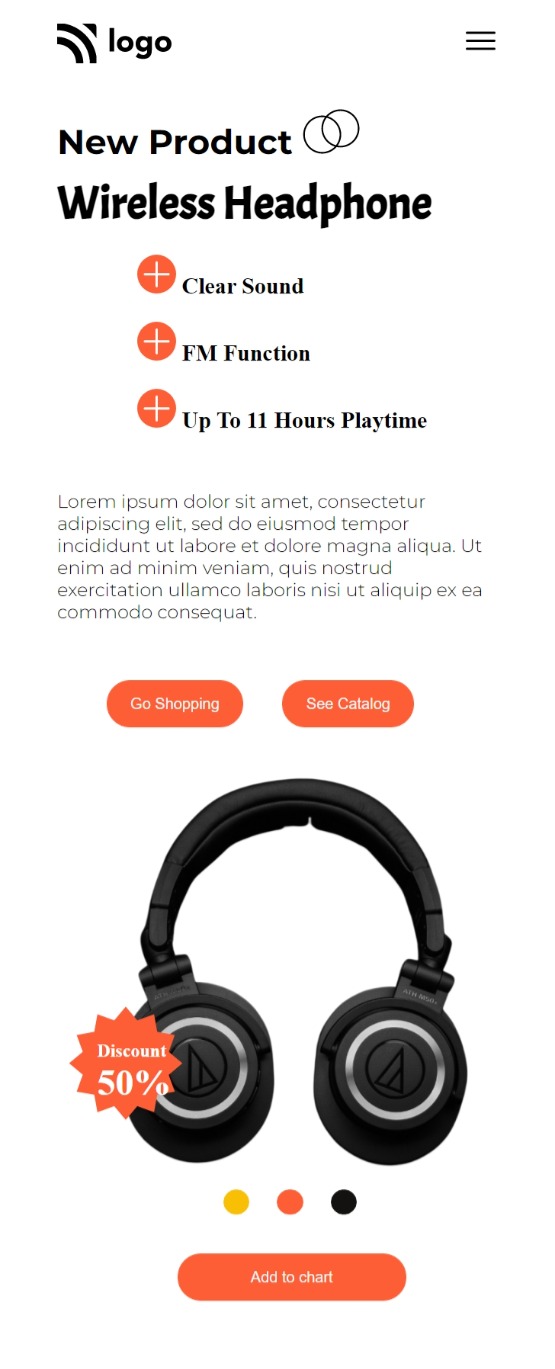 logo
New Product
Wireless Headphone
Clear Sound
FM Function
Up To 11 Hours Playtime
Lorem ipsum dolor sit amet, consectetur
adipiscing elit, sed do eiusmod tempor
incididunt ut labore et dolore magna aliqua. Ut
enim ad minim veniam, quis nostrud
exercitation ullamco laboris nisi ut aliquip ex ea
commodo consequat.
Go Shopping
See Catalog
Discount
50%
Add to chart